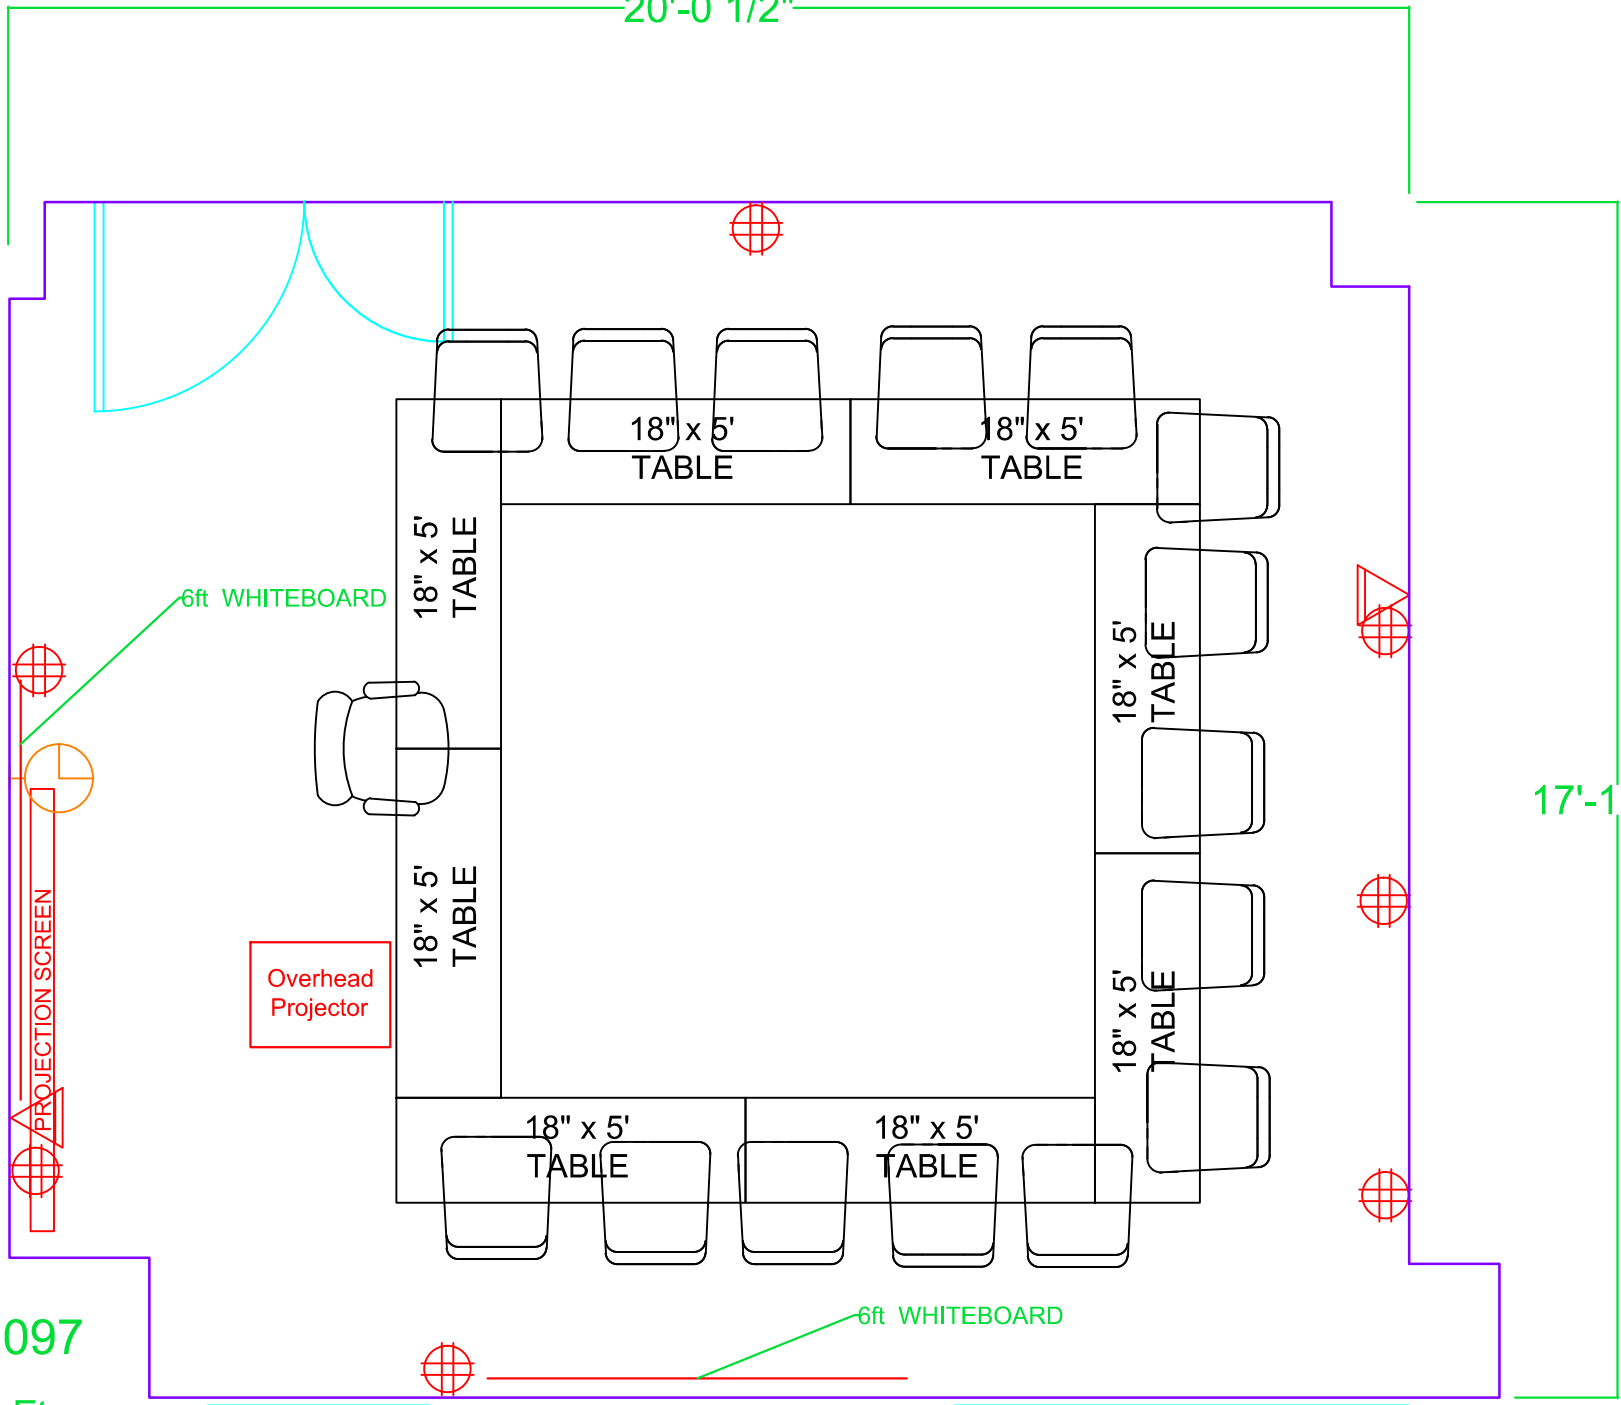 20'-0 1/2"
18" x 5'
TABLE
18" x 5'
TABLE
18" x 5'
TABLE
6ft WHITEBOARD
18" x 5'
TABLE
17'-1
18" x 5'
TABLE
PROJECTION SCREEN
Overhead
Projector
18" x 5'
TABLE
18" x 5'
TABLE
18" x 5'
TABLE
6ft WHITEBOARD
097